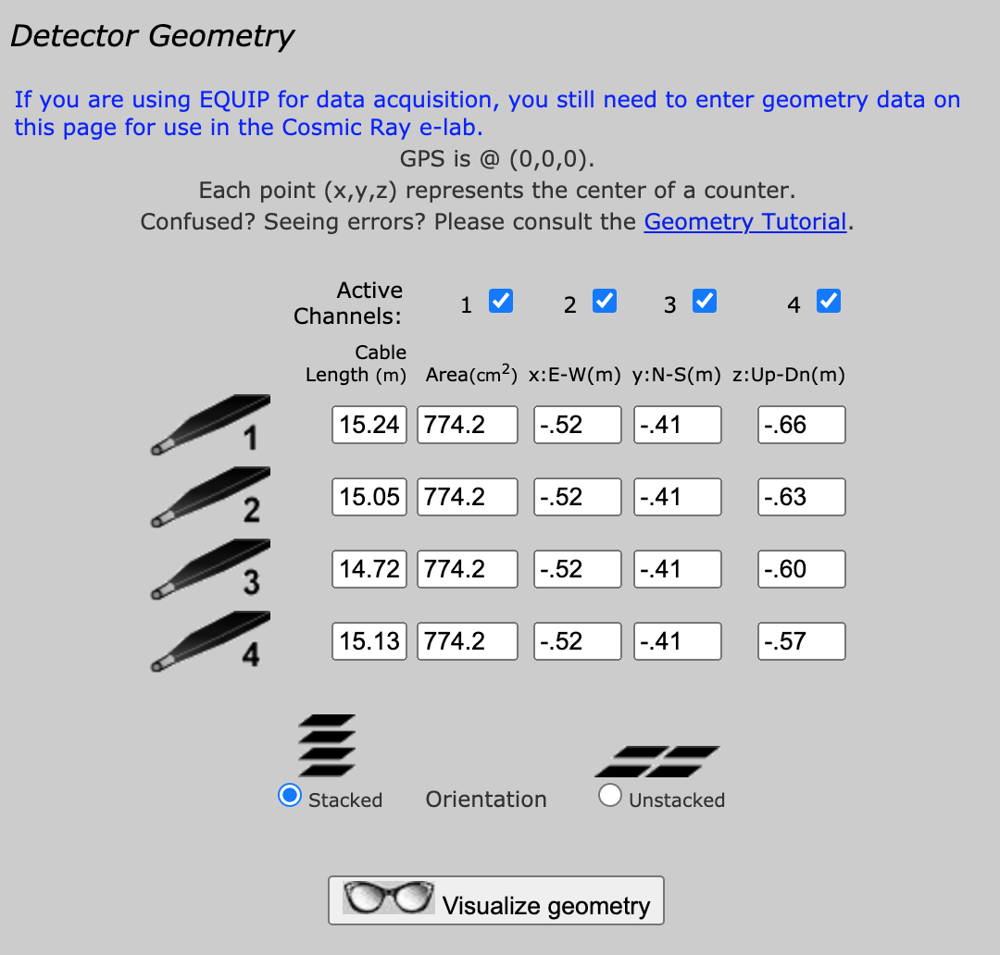 Detector Geometry
If you are using EQUIP for data acquisition, you still need to enter geometry data on
this page for use in the Cosmic Ray e-lab.
GPS is @ (0,0,0).
Each point (x,y,z) represents the center of a counter.
Confused? Seeing errors? Please consult the Geometry Tutorial.
Active
Channels: 1 2 3 4
Cable
Length (m) Area(cm²) x:E-W(m) y:N-S(m) z:Up-Dn(m)
1 15.24 774.2 -.52 -.41 -.66
2 15.05 774.2 -.52 -.41 -.63
3 14.72 774.2 -.52 -.41 -.60
4 15.13 774.2 -.52 -.41 -.57
Stacked Orientation Unstacked
Visualize geometry